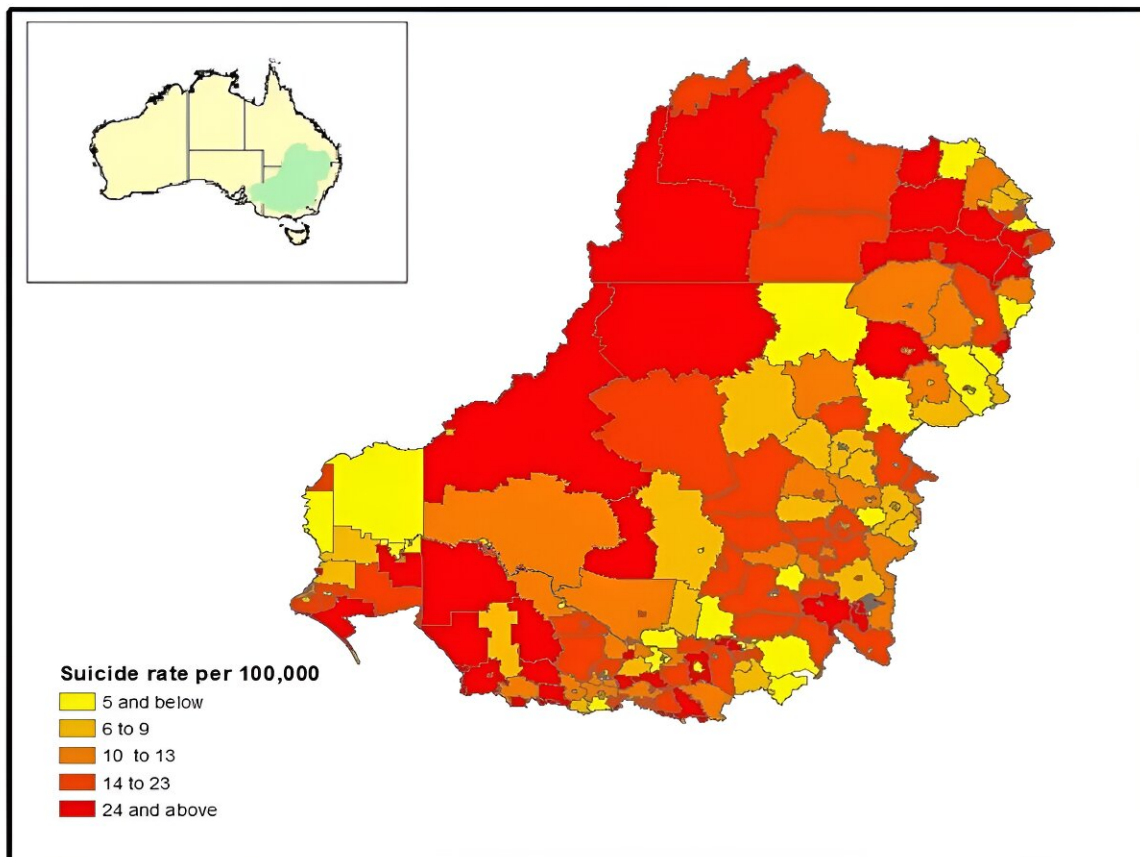 Suicide rate per 100,000
5 and below
6 to 9
10 to 13
14 to 23
24 and above